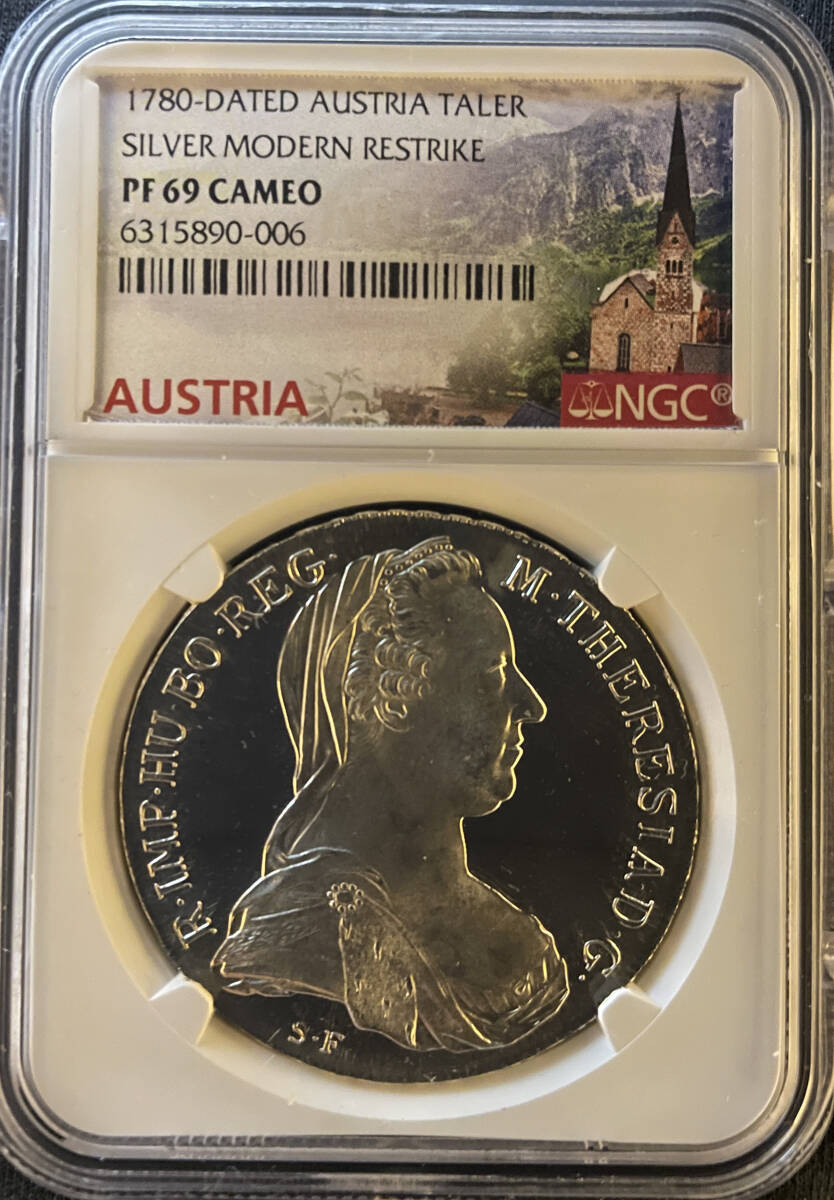 1780-DATED AUSTRIA TALER
SILVER MODERN RESTRIKE
PF 69 CAMEO
6315890-006
AUSTRIA
NGC®
R·IMP·HU·BO·REG·
M·THERESIA·D·G·
S·F